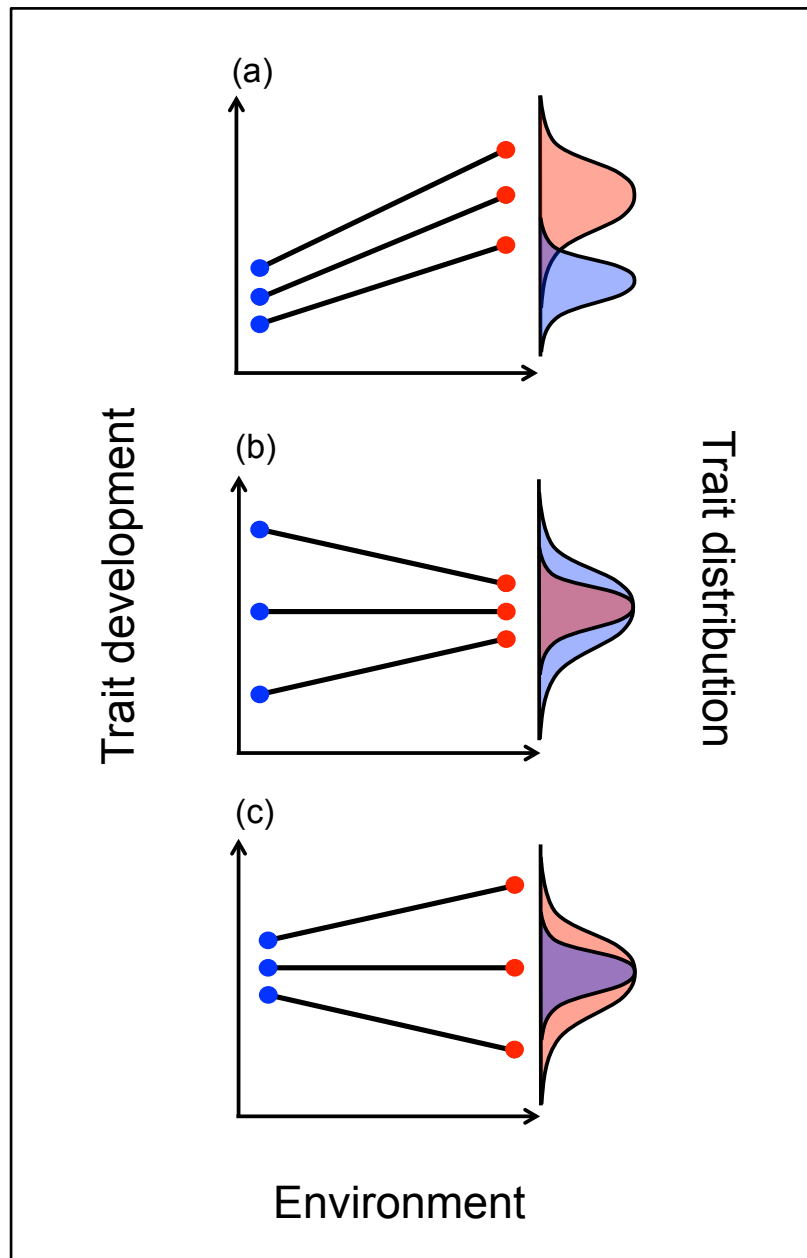 (a)
(b)
Trait development
Trait distribution
(c)
Environment